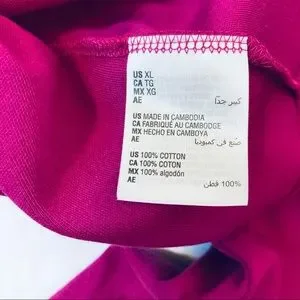 US XL
CA TG
MX XG
AE كبير جدًا
US MADE IN CAMBODIA
CA FABRIQUÉ AU CAMBODGE
MX HECHO EN CAMBOYA
AE صنع في كمبوديا
US 100% COTTON
CA 100% COTON
MX 100% algodón
AE 100% قطن